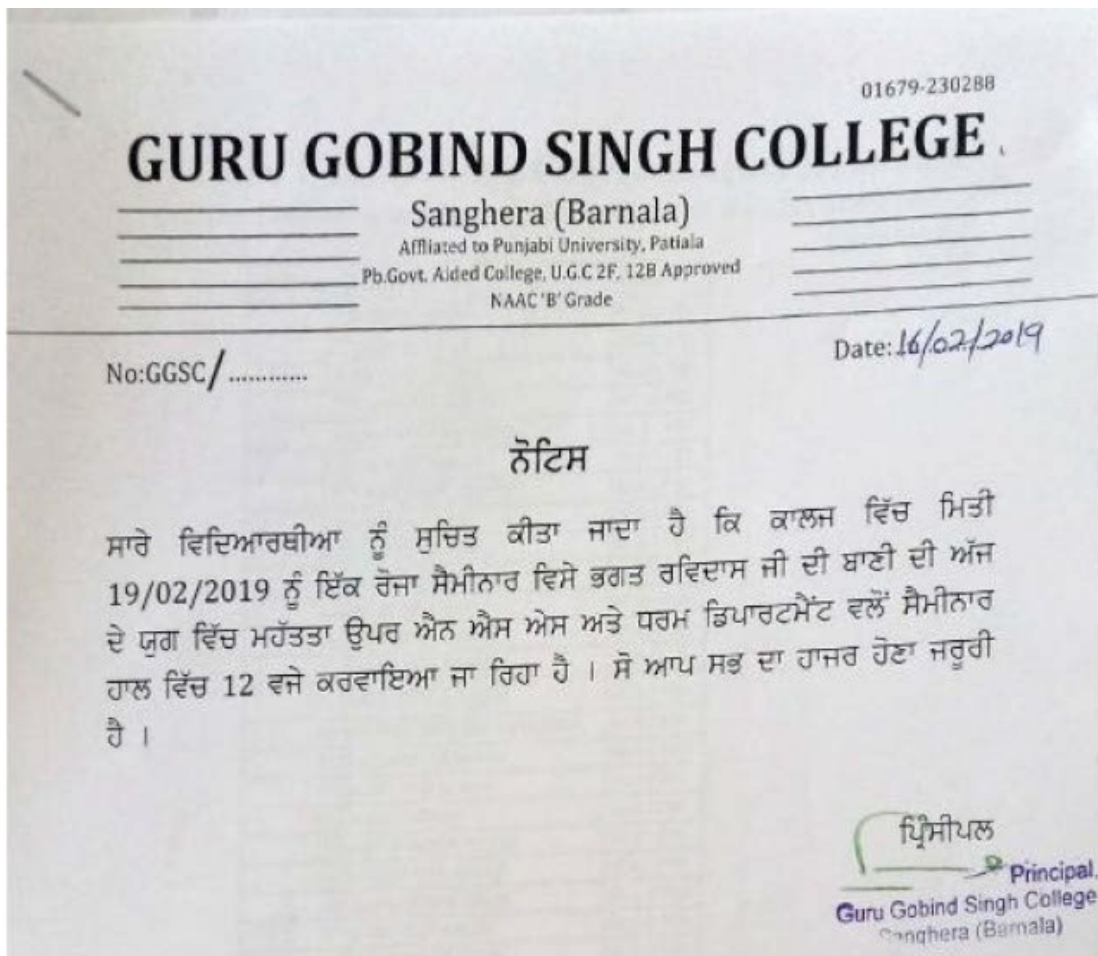 01679-230288
GURU GOBIND SINGH COLLEGE
Sanghera (Barnala)
Affliated to Punjabi University, Patiala
Pb.Govt. Aided College, U.G.C 2F, 12B Approved
NAAC 'B' Grade
No:GGSC/............
Date: 16/02/2019
ਨੋਟਿਸ
ਸਾਰੇ ਵਿਦਿਆਰਥੀਆ ਨੂੰ ਸੁਚਿਤ ਕੀਤਾ ਜਾਦਾ ਹੈ ਕਿ ਕਾਲਜ ਵਿੱਚ ਮਿਤੀ
19/02/2019 ਨੂੰ ਇੱਕ ਰੋਜਾ ਸੈਮੀਨਾਰ ਵਿਸੇ ਭਗਤ ਰਵਿਦਾਸ ਜੀ ਦੀ ਬਾਣੀ ਦੀ ਅੱਜ
ਦੇ ਯੁਗ ਵਿੱਚ ਮਹੱਤਤਾ ਉਪਰ ਐਨ ਐਸ ਐਸ ਅਤੇ ਧਰਮ ਡਿਪਾਰਟਮੈਂਟ ਵਲੋਂ ਸੈਮੀਨਾਰ
ਹਾਲ ਵਿੱਚ 12 ਵਜੇ ਕਰਵਾਇਆ ਜਾ ਰਿਹਾ ਹੈ । ਸੋ ਆਪ ਸਭ ਦਾ ਹਾਜਰ ਹੋਣਾ ਜਰੂਰੀ
ਹੈ ।
ਪ੍ਰਿੰਸੀਪਲ
Principal,
Guru Gobind Singh College
Sanghera (Barnala)